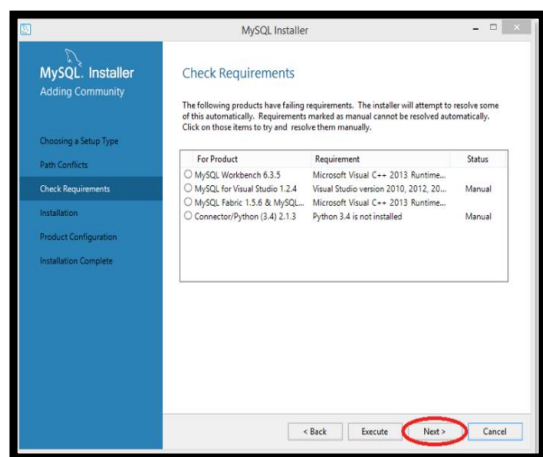 MySQL Installer
MySQL. Installer
Adding Community
Choosing a Setup Type
Path Conflicts
Check Requirements
Installation
Product Configuration
Installation Complete
Check Requirements
The following products have failing requirements. The installer will attempt to resolve some
of this automatically. Requirements marked as manual cannot be resolved automatically.
Click on those items to try and resolve them manually.
For Product Requirement Status
MySQL Workbench 6.3.5 Microsoft Visual C++ 2013 Runtime...
MySQL for Visual Studio 1.2.4 Visual Studio version 2010, 2012, 20... Manual
MySQL Fabric 1.5.6 & MySQL... Microsoft Visual C++ 2013 Runtime...
Connector/Python (3.4) 2.1.3 Python 3.4 is not installed Manual
< Back Execute Next > Cancel